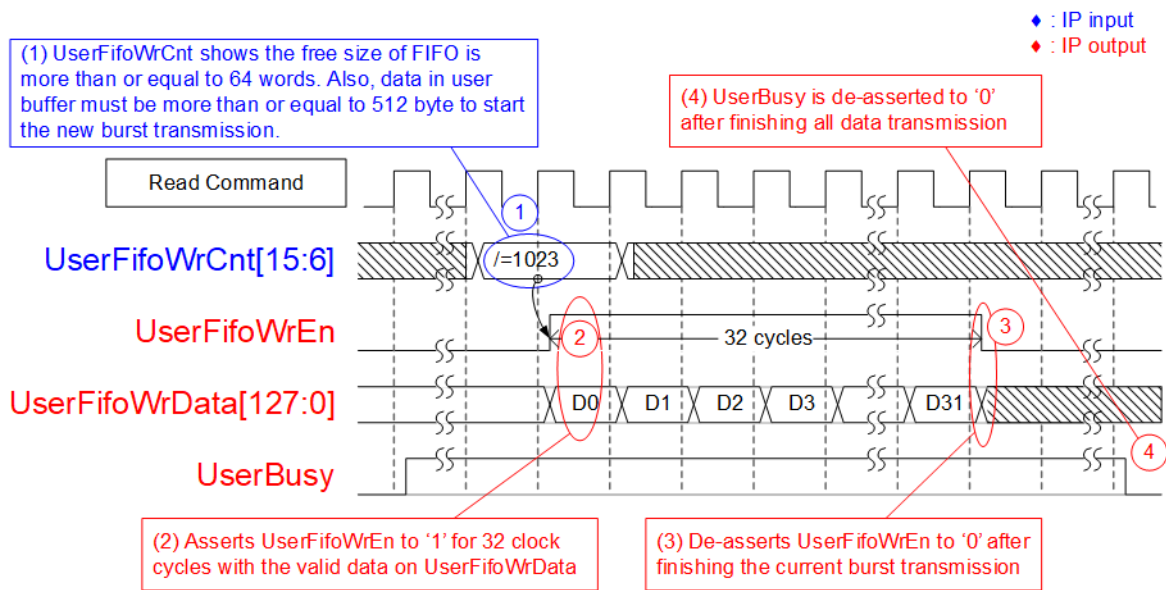 ♦ : IP input
♦ : IP output
(1) UserFifoWrCnt shows the free size of FIFO is
more than or equal to 64 words. Also, data in user
buffer must be more than or equal to 512 byte to start
the new burst transmission.
(4) UserBusy is de-asserted to ‘0’
after finishing all data transmission
Read Command
1
UserFifoWrCnt[15:6]
/=1023
UserFifoWrEn
2
32 cycles
3
UserFifoWrData[127:0]
D0
D1
D2
D3
D31
4
UserBusy
(2) Asserts UserFifoWrEn to ‘1’ for 32 clock
cycles with the valid data on UserFifoWrData
(3) De-asserts UserFifoWrEn to ‘0’ after
finishing the current burst transmission